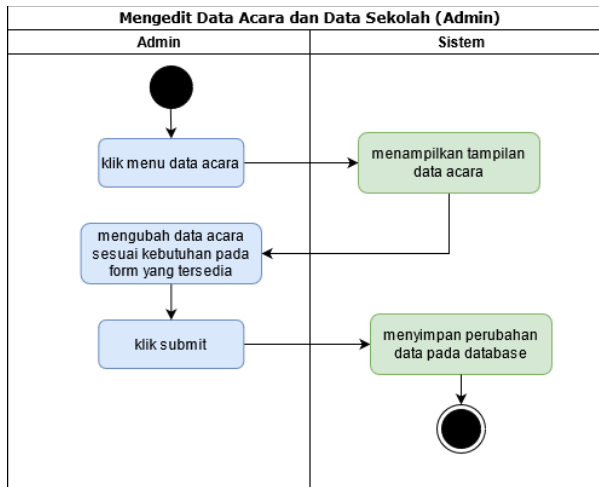 Mengedit Data Acara dan Data Sekolah (Admin)
Admin
Sistem
klik menu data acara
menampilkan tampilan
data acara
mengubah data acara
sesuai kebutuhan pada
form yang tersedia
klik submit
menyimpan perubahan
data pada database